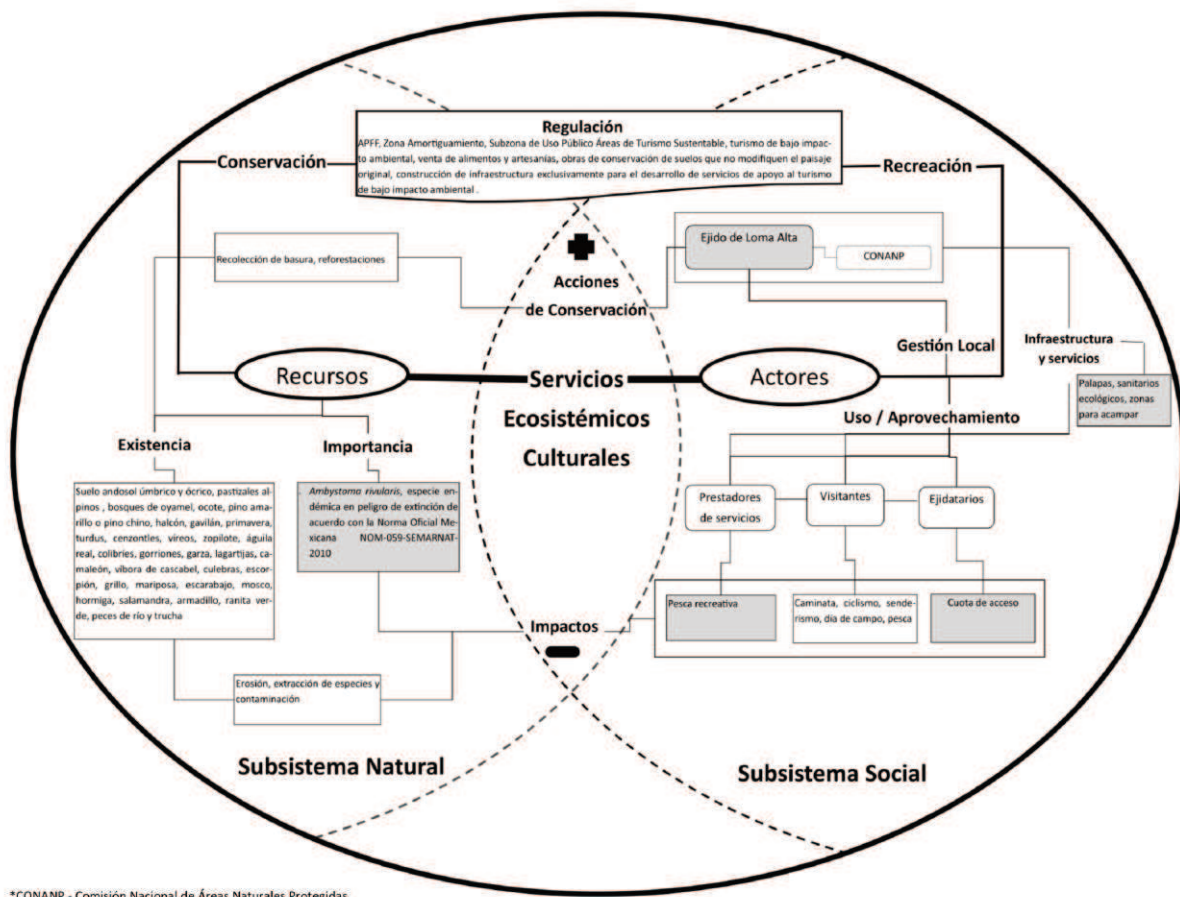 Regulación
APFF, Zona Amortiguamiento, Subzona de Uso Público Áreas de Turismo Sustentable, turismo de bajo impac-
to ambiental, venta de alimentos y artesanías, obras de conservación de suelos que no modifiquen el paisaje
original, construcción de infraestructura exclusivamente para el desarrollo de servicios de apoyo al turismo
de bajo impacto ambiental .
Conservación
Recreación
Recolección de basura, reforestaciones
Acciones
de Conservación
Ejido de Loma Alta
CONANP
Gestión Local
Infraestructura
y servicios
Palapas, sanitarios
ecológicos, zonas
para acampar
Recursos
Servicios
Ecosistémicos
Culturales
Actores
Uso / Aprovechamiento
Existencia
Importancia
Suelo andosol úmbrico y ócrico, pastizales al-
pinos , bosques de oyamel, ocote, pino ama-
rillo o pino chino, halcón, gavilán, primavera,
turdus, cenzontles, vireos, zopilote, águila
real, colibries, gorriones, garza, lagartijas, ca-
maleón, víbora de cascabel, culebras, escor-
pión, grillo, mariposa, escarabajo, mosco,
hormiga, salamandra, armadillo, ranita ver-
de, peces de río y trucha
. Ambystoma rivularis, especie en-
démica en peligro de extinción de
acuerdo con la Norma Oficial Me-
xicana NOM-059-SEMARNAT-
2010
Prestadores
de servicios
Visitantes
Ejidatarios
Pesca recreativa
Caminata, ciclismo, sende-
rismo, día de campo, pesca
Cuota de acceso
Impactos
Erosión, extracción de especies y
contaminación
Subsistema Natural
Subsistema Social
*CONANP - Comisión Nacional de Áreas Naturales Protegidas